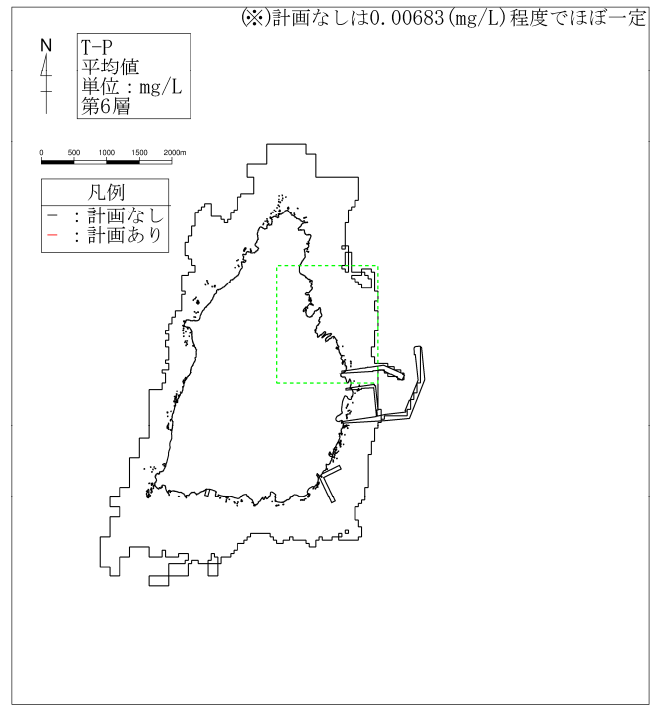 (※)計画なしは0.00683(mg/L)程度でほぼ一定
N
T-P
平均値
単位：mg/L
第6層
0 500 1000 1500 2000m
凡例
－ ：計画なし
－ ：計画あり